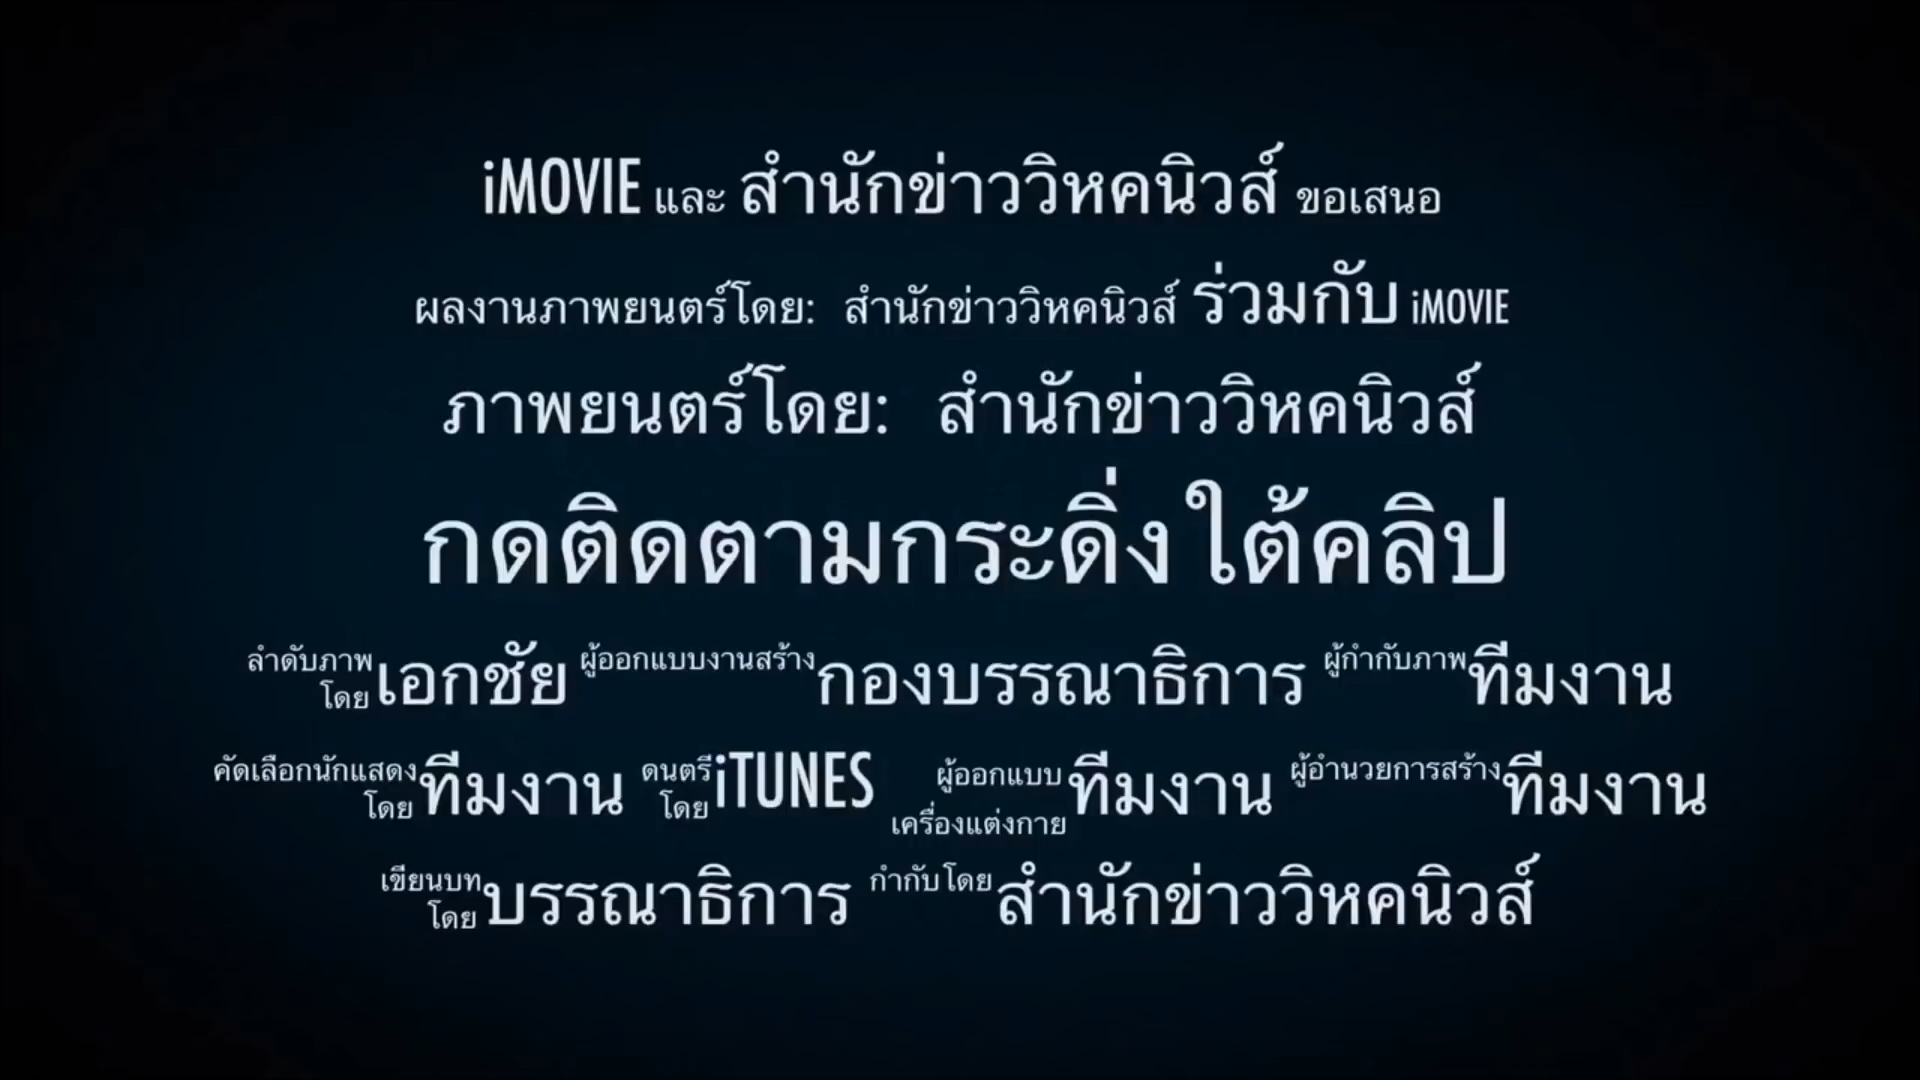 iMOVIE และ สำนักข่าววิหคนิวส์ ขอเสนอ
ผลงานภาพยนตร์โดย: สำนักข่าววิหคนิวส์ ร่วมกับ iMOVIE
ภาพยนตร์โดย: สำนักข่าววิหคนิวส์
กดติดตามกระดิ่งใต้คลิป
ลำดับภาพโดย เอกชัย ผู้ออกแบบงานสร้าง กองบรรณาธิการ ผู้กำกับภาพ ทีมงาน
คัดเลือกนักแสดงโดย ทีมงาน ดนตรีโดย iTUNES ผู้ออกแบบเครื่องแต่งกาย ทีมงาน ผู้อำนวยการสร้าง ทีมงาน
เขียนบทโดย บรรณาธิการ กำกับโดย สำนักข่าววิหคนิวส์